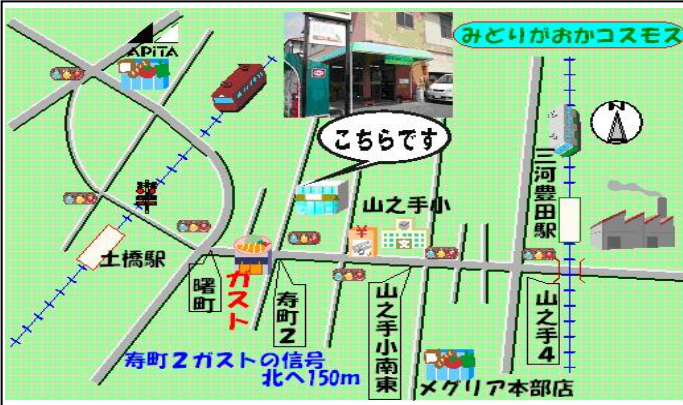 APiTA
みどりがおかコスモス
N
こちらです
三河豊田駅
山之手小
土橋駅
曙町
ガスト
寿町2
山之手小南東
山之手4
寿町2ガストの信号
北へ150m
メグリア本部店